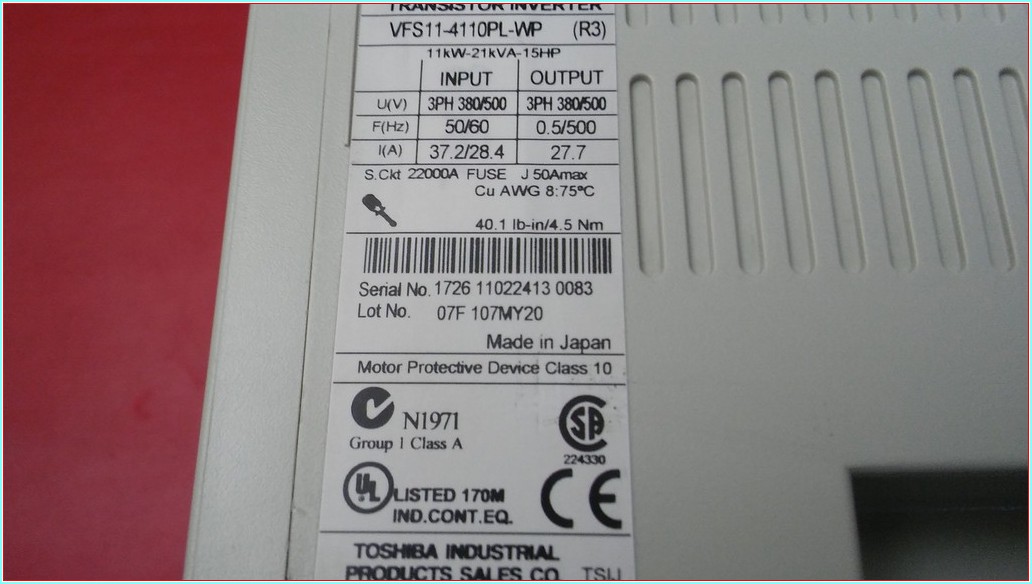 TRANSISTOR INVERTER
VFS11-4110PL-WP (R3)
11kW-21kVA-15HP
INPUT OUTPUT
U(V) 3PH 380/500 3PH 380/500
F(Hz) 50/60 0.5/500
I(A) 37.2/28.4 27.7
S.Ckt 22000A FUSE J 50Amax
Cu AWG 8:75°C
40.1 lb-in/4.5 Nm
Serial No. 1726 11022413 0083
Lot No. 07F 107MY20
Made in Japan
Motor Protective Device Class 10
N1971
Group 1 Class A
SA
224330
UL LISTED 170M
IND.CONT.EQ.
CE
TOSHIBA INDUSTRIAL
PRODUCTS SALES CO. TSIJ